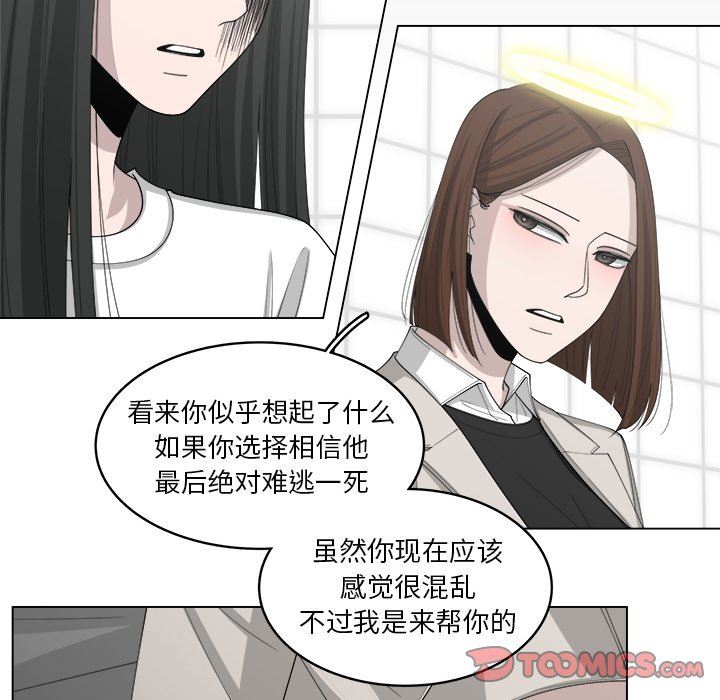 看来你似乎想起了什么
如果你选择相信他
最后绝对难逃一死
虽然你现在应该
感觉很混乱
不过我是来帮你的
TOOMICS.com